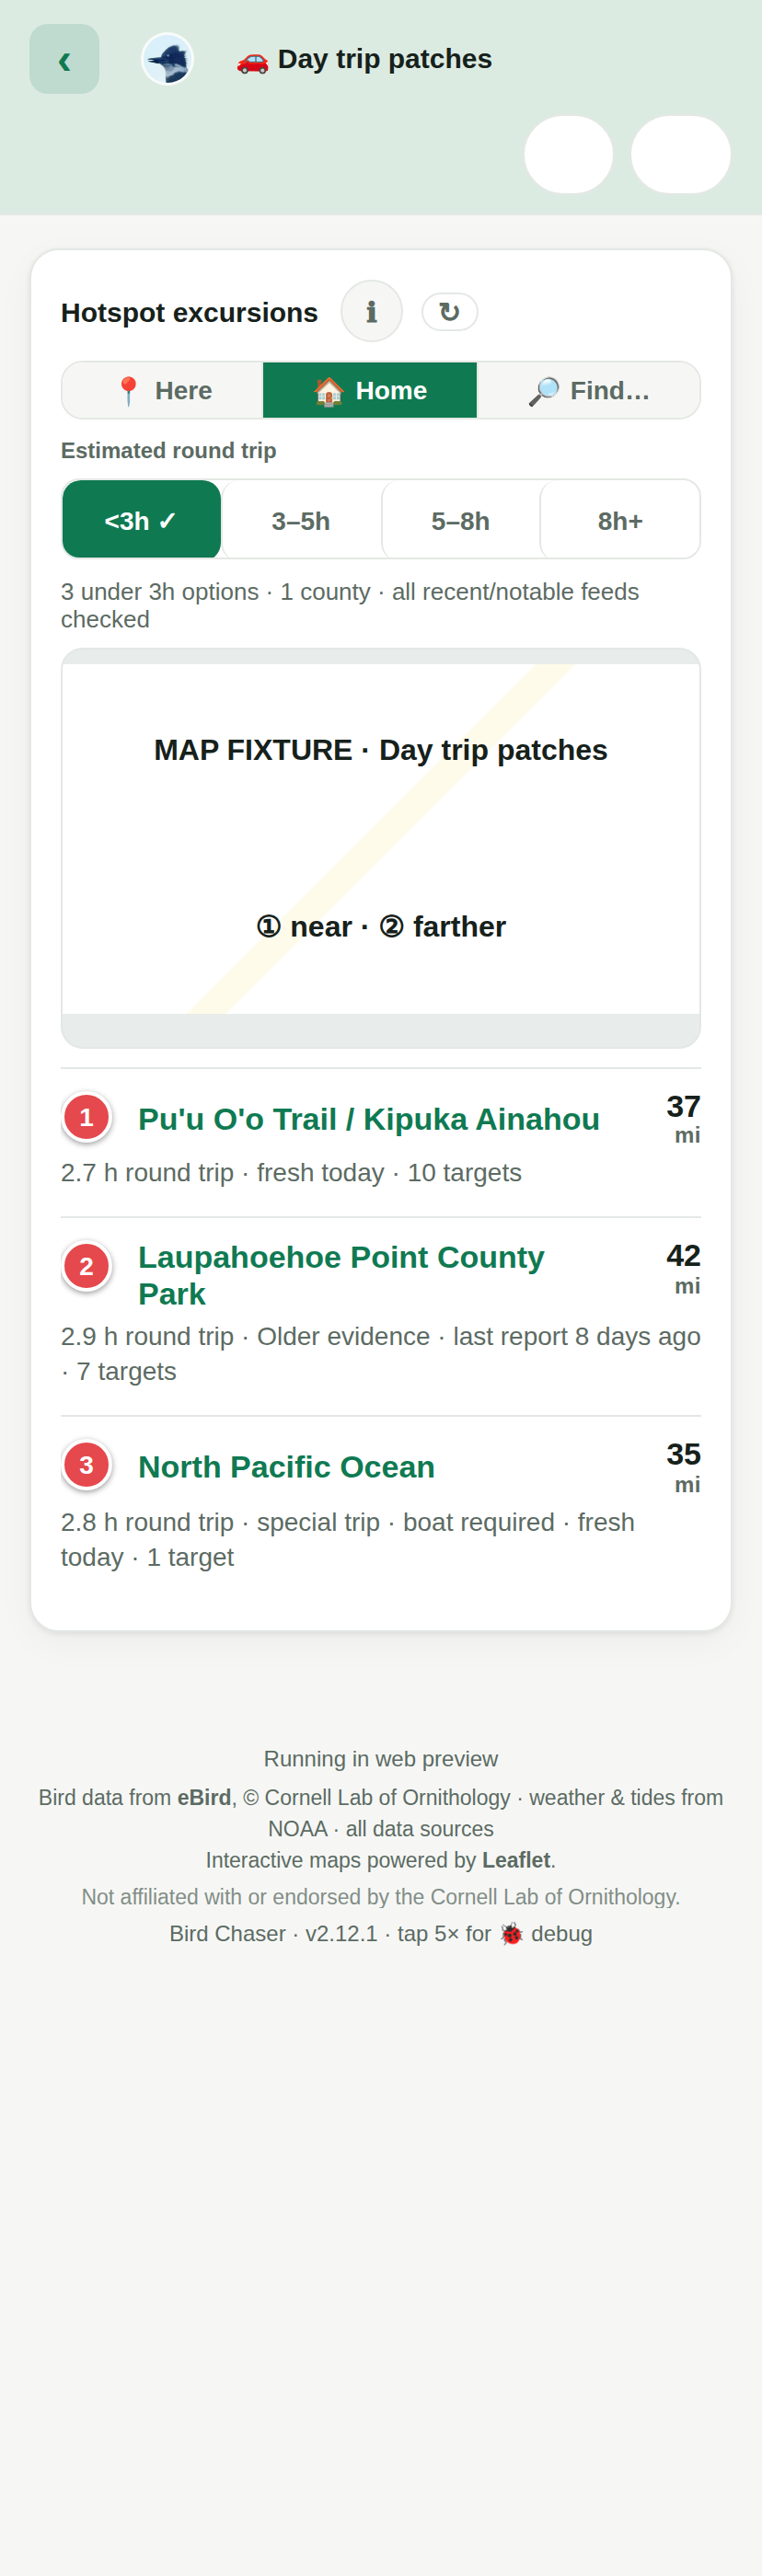 ‹ 🚗 Day trip patches
Hotspot excursions ℹ ↻
📍 Here 🏠 Home 🔎 Find…
Estimated round trip
<3h ✓ 3–5h 5–8h 8h+
3 under 3h options · 1 county · all recent/notable feeds
checked
MAP FIXTURE · Day trip patches
① near · ② farther
1 Pu'u O'o Trail / Kipuka Ainahou 37
mi
2.7 h round trip · fresh today · 10 targets
2 Laupahoehoe Point County 42
Park mi
2.9 h round trip · Older evidence · last report 8 days ago
· 7 targets
3 North Pacific Ocean 35
mi
2.8 h round trip · special trip · boat required · fresh
today · 1 target
Running in web preview
Bird data from eBird, © Cornell Lab of Ornithology · weather & tides from
NOAA · all data sources
Interactive maps powered by Leaflet.
Not affiliated with or endorsed by the Cornell Lab of Ornithology.
Bird Chaser · v2.12.1 · tap 5× for 🐞 debug